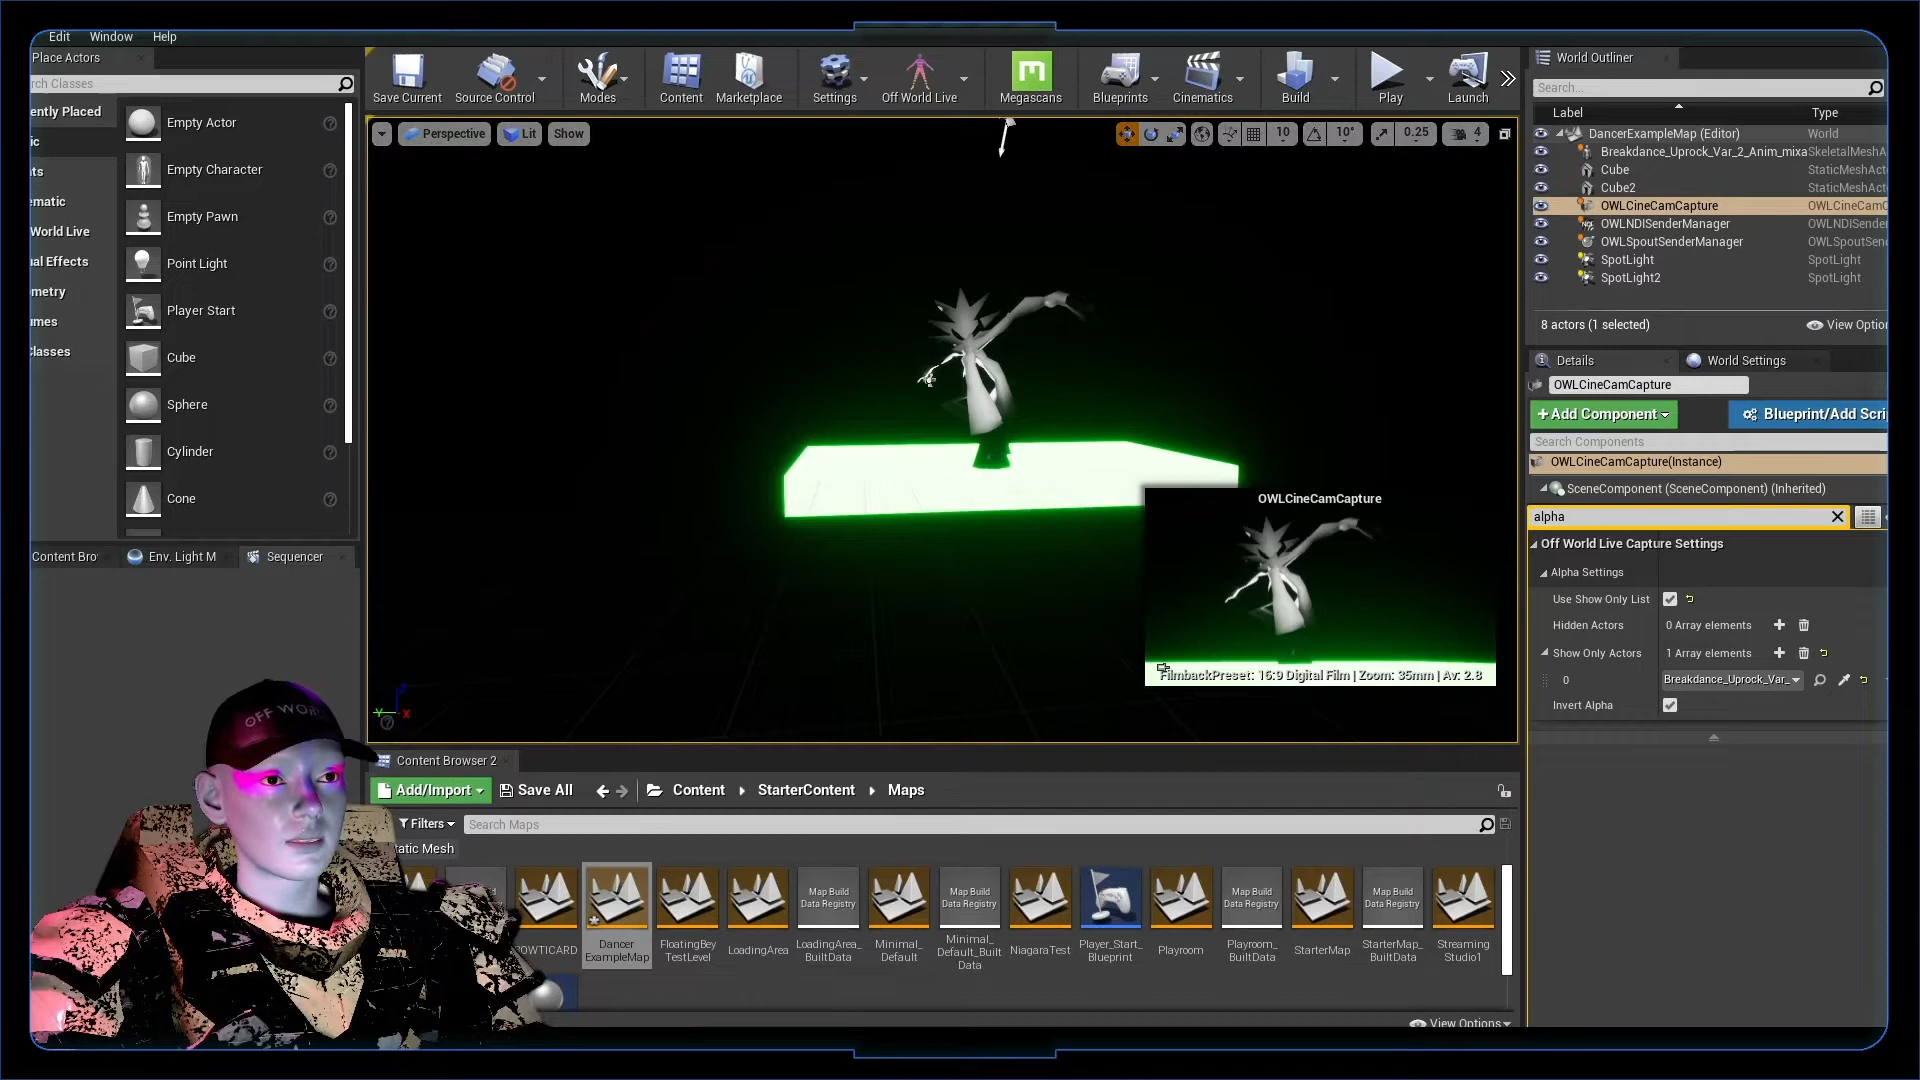 Edit Window Help
Place Actors
rch Classes
ently Placed
ic
ts
ematic
World Live
ual Effects
metry
umes
Classes
Empty Actor
Empty Character
Empty Pawn
Point Light
Player Start
Cube
Sphere
Cylinder
Cone
Content Bro
Env. Light M
Sequencer
Save Current
Source Control
Modes
Content
Marketplace
Settings
Off World Live
Megascans
Blueprints
Cinematics
Build
Play
Launch
Perspective
Lit
Show
10
10°
0.25
4
OWLCineCamCapture
FilmbackPreset: 16:9 Digital Film | Zoom: 35mm | Av: 2.8
Y X
OFF WOR
Content Browser 2
Add/Import
Save All
Content
StarterContent
Maps
Filters
Search Maps
tatic Mesh
OWTICARD
Dancer
ExampleMap
FloatingBey
TestLevel
LoadingArea
Map Build
Data Registry
LoadingArea_
BuiltData
Minimal_
Default
Map Build
Data Registry
Minimal_
Default_Built
Data
NiagaraTest
Player_Start_
Blueprint
Playroom
Map Build
Data Registry
Playroom_
BuiltData
StarterMap
Map Build
Data Registry
StarterMap_
BuiltData
Streaming
Studio1
View Options
World Outliner
Search...
Label Type
DancerExampleMap (Editor) World
Breakdance_Uprock_Var_2_Anim_mixa SkeletalMeshA
Cube StaticMeshAct
Cube2 StaticMeshAct
OWLCineCamCapture OWLCineCamC
OWLNDISenderManager OWLNDISende
OWLSpoutSenderManager OWLSpoutSen
SpotLight SpotLight
SpotLight2 SpotLight
8 actors (1 selected)
View Optio
Details
World Settings
OWLCineCamCapture
+Add Component
Blueprint/Add Scri
Search Components
OWLCineCamCapture(Instance)
SceneComponent (SceneComponent) (Inherited)
alpha
Off World Live Capture Settings
Alpha Settings
Use Show Only List
Hidden Actors 0 Array elements
Show Only Actors 1 Array elements
0 Breakdance_Uprock_Var_
Invert Alpha